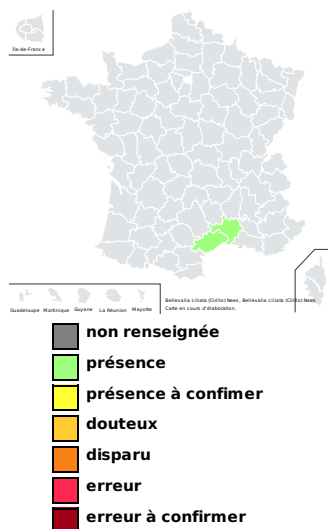 Île-de-France
Guadeloupe Martinique Guyane La Réunion Mayotte
Bellevalia ciliata (Cirillo) Nees, Bellevalia ciliata (Cirillo) Nees
Carte en cours d'élaboration.
non renseignée
présence
présence à confimer
douteux
disparu
erreur
erreur à confirmer